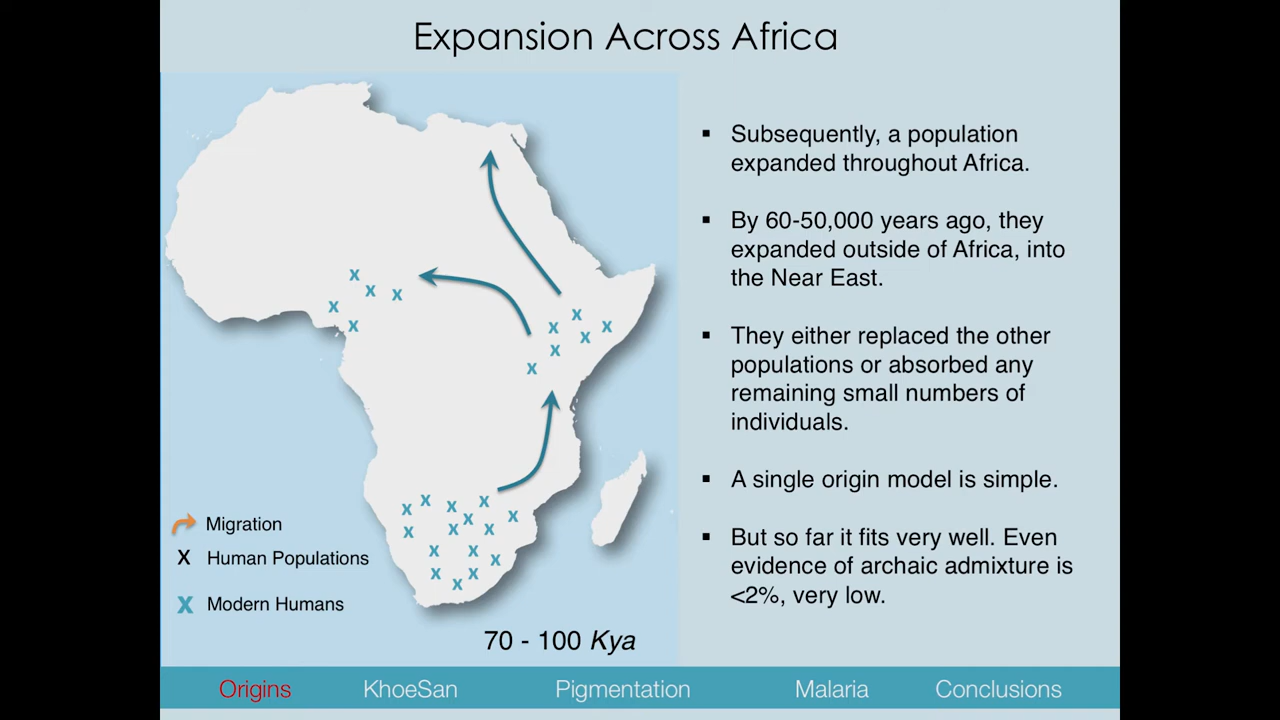 Expansion Across Africa
▪ Subsequently, a population
expanded throughout Africa.
▪ By 60-50,000 years ago, they
expanded outside of Africa, into
the Near East.
▪ They either replaced the other
populations or absorbed any
remaining small numbers of
individuals.
▪ A single origin model is simple.
▪ But so far it fits very well. Even
evidence of archaic admixture is
<2%, very low.
Migration
X Human Populations
X Modern Humans
70 - 100 Kya
Origins KhoeSan Pigmentation Malaria Conclusions